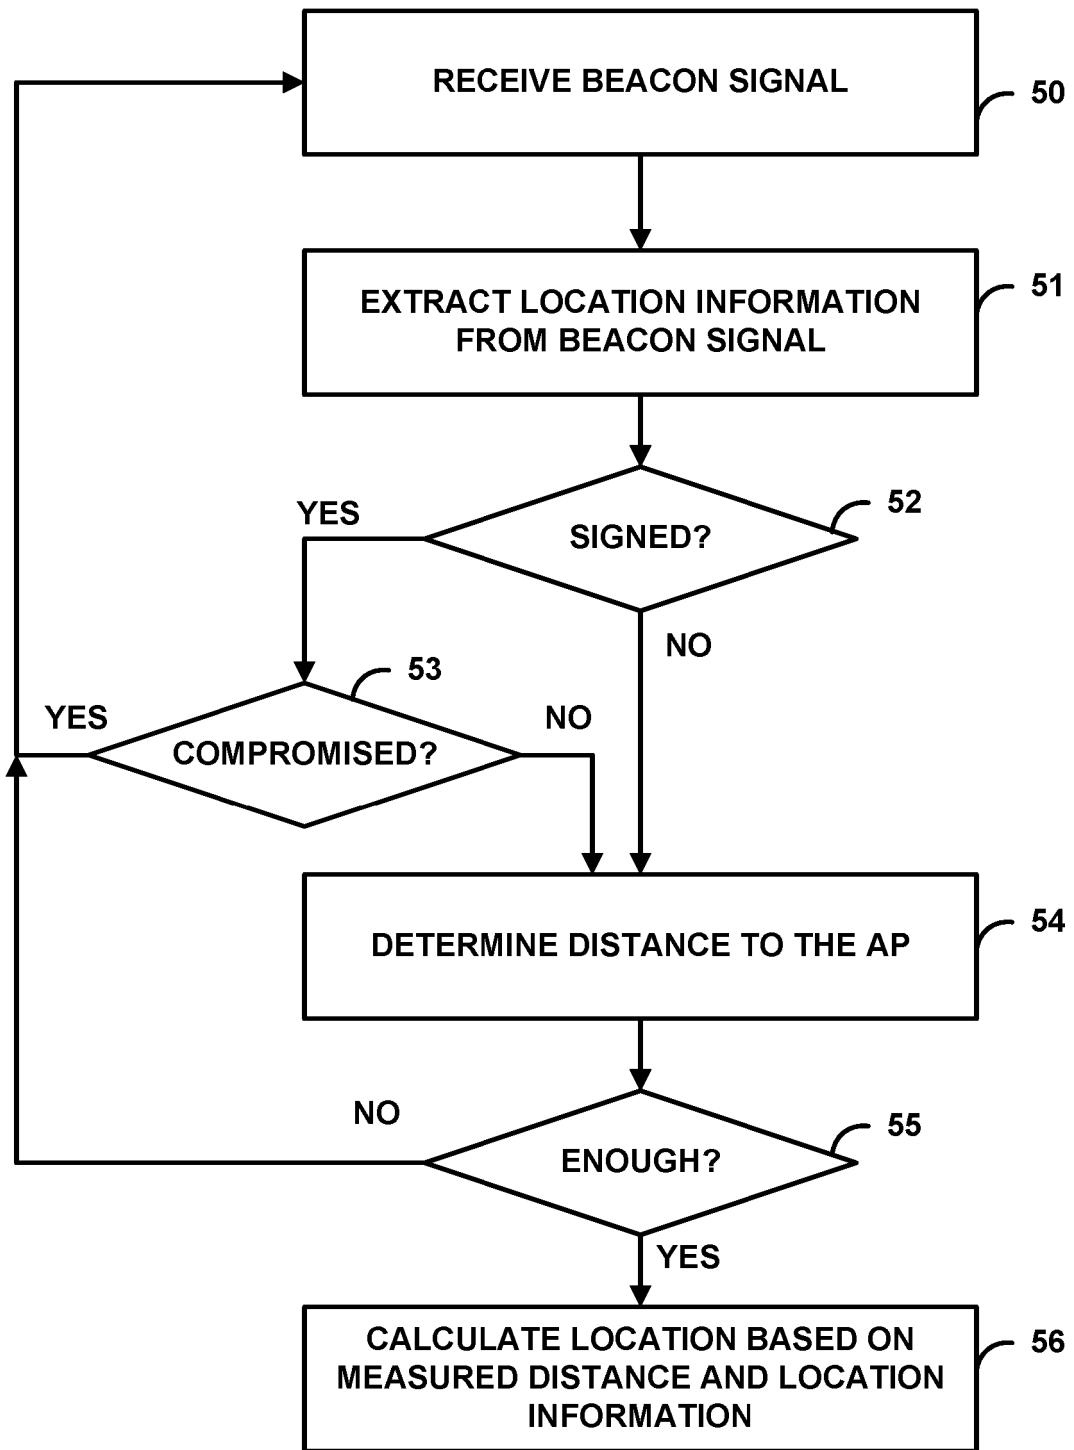 RECEIVE BEACON SIGNAL
50
EXTRACT LOCATION INFORMATION
FROM BEACON SIGNAL
51
SIGNED?
52
YES
NO
53
YES
COMPROMISED?
NO
DETERMINE DISTANCE TO THE AP
54
NO
ENOUGH?
55
YES
CALCULATE LOCATION BASED ON
MEASURED DISTANCE AND LOCATION
INFORMATION
56